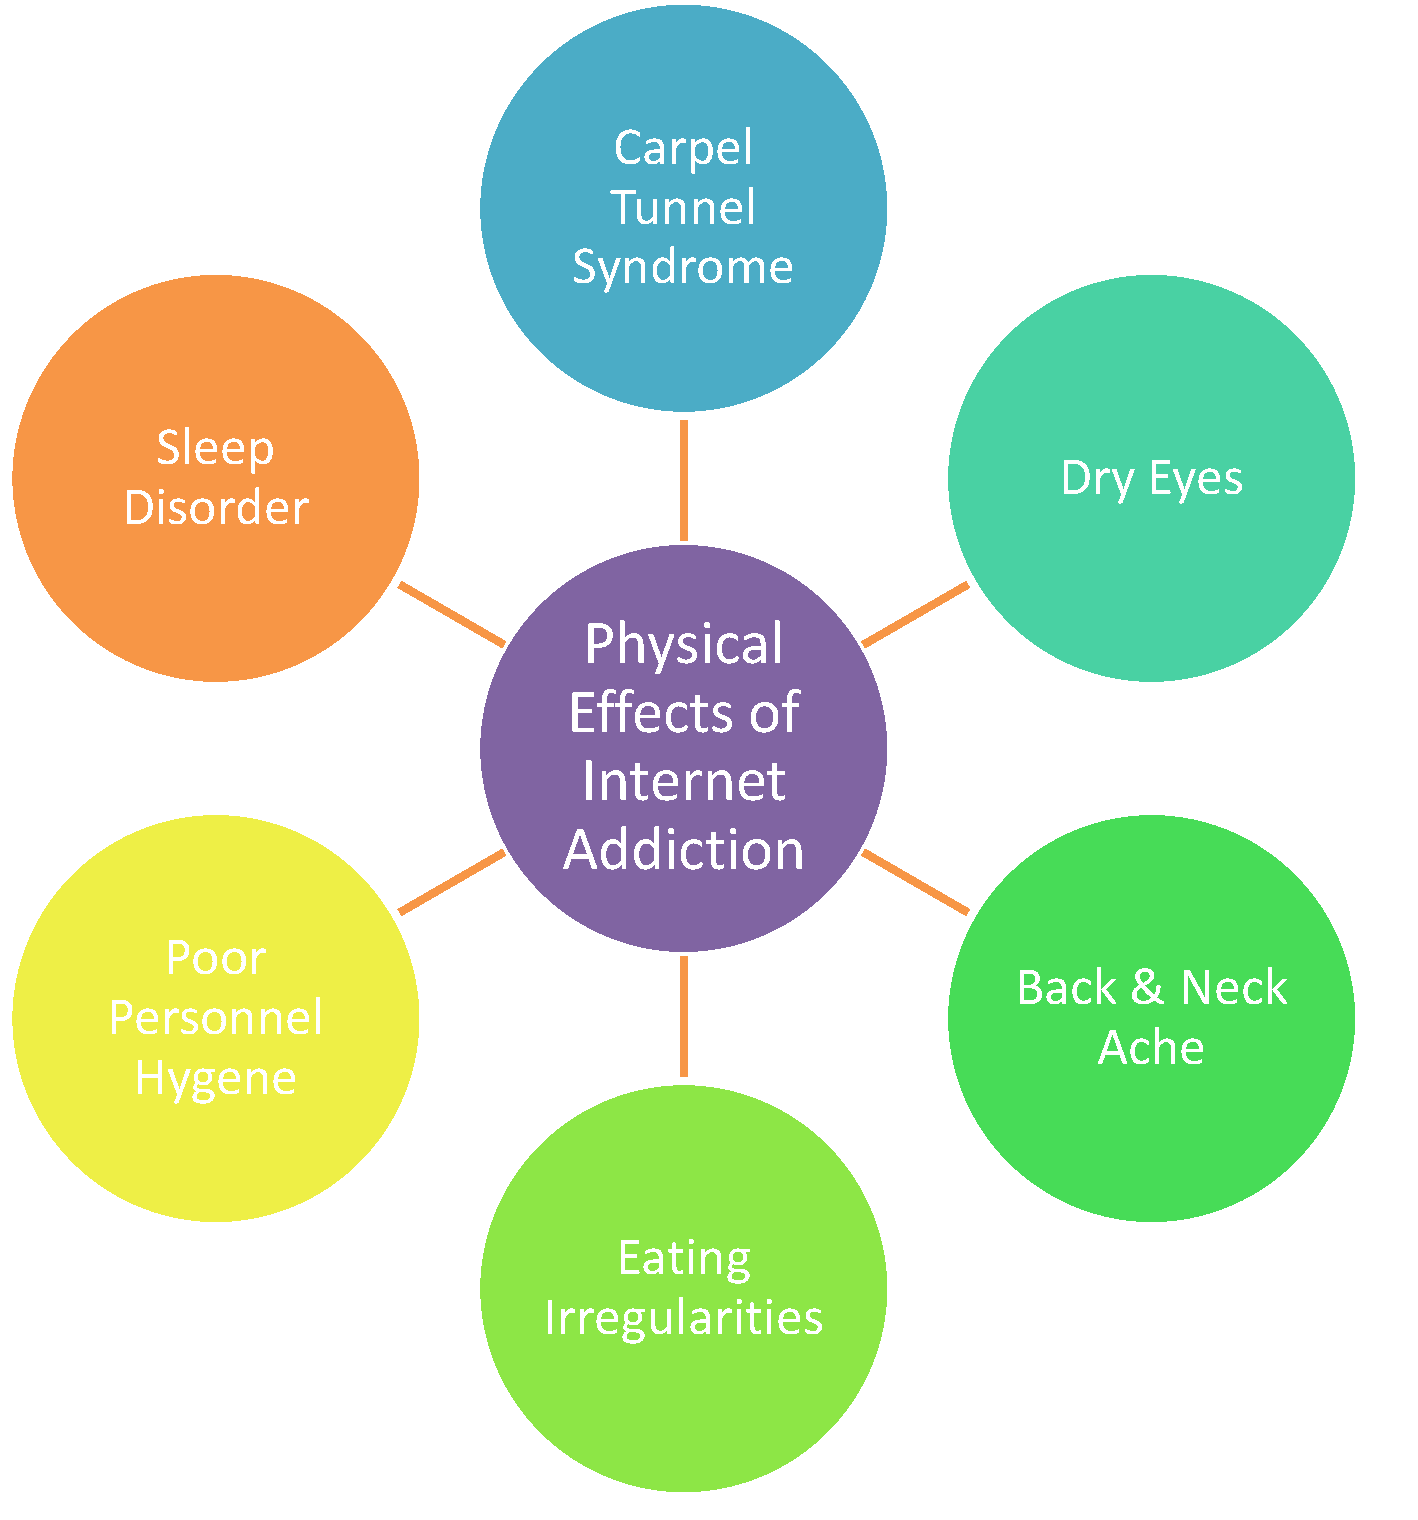 Carpel
Tunnel
Syndrome
Dry Eyes
Back & Neck
Ache
Eating
Irregularities
Poor
Personnel
Hygene
Sleep
Disorder
Physical
Effects of
Internet
Addiction